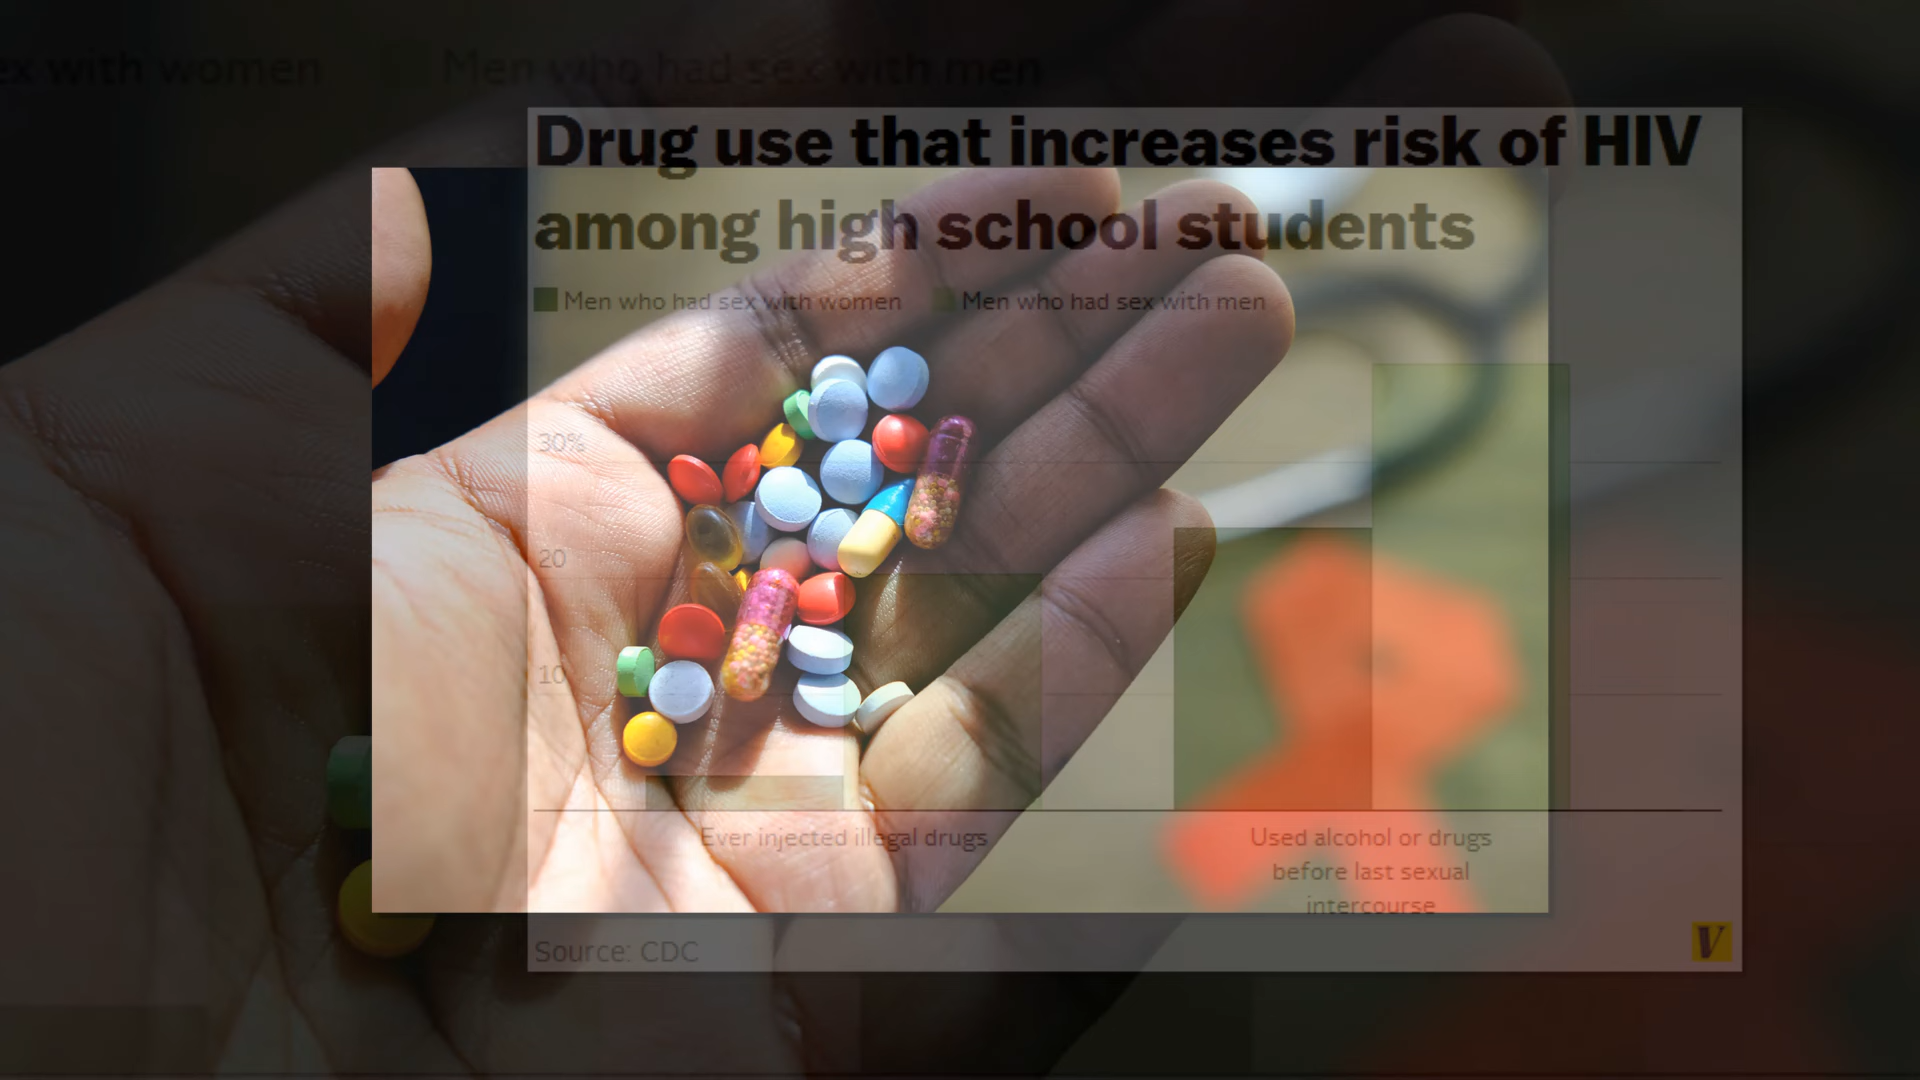 ex with women Men who had sex with men
Drug use that increases risk of HIV
among high school students
Men who had sex with women Men who had sex with men
30%
20
10
Ever injected illegal drugs
Used alcohol or drugs
before last sexual
intercourse
Source: CDC
V